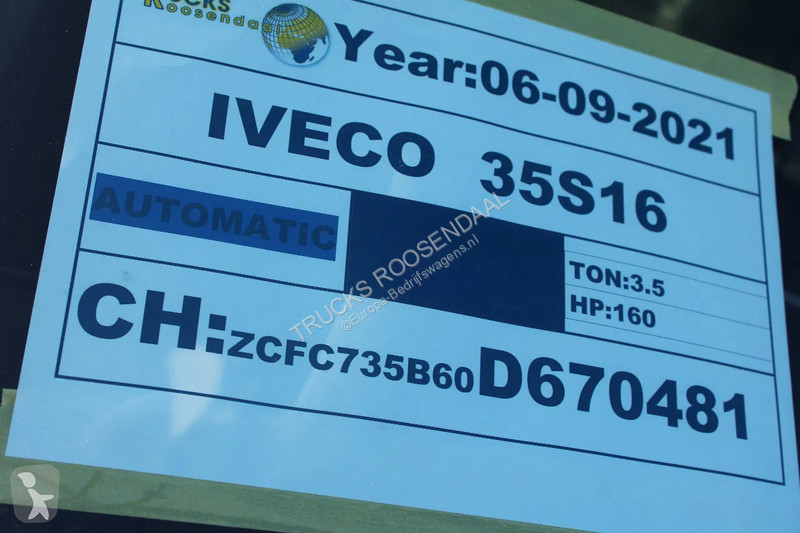 Roosendaal
Year:06-09-2021
IVECO 35S16
AUTOMATIC
TON:3.5
HP:160
CH:ZCFC735B60D670481
TRUCKS ROOSENDAAL
©Europa-Bedrijfswagens.nl